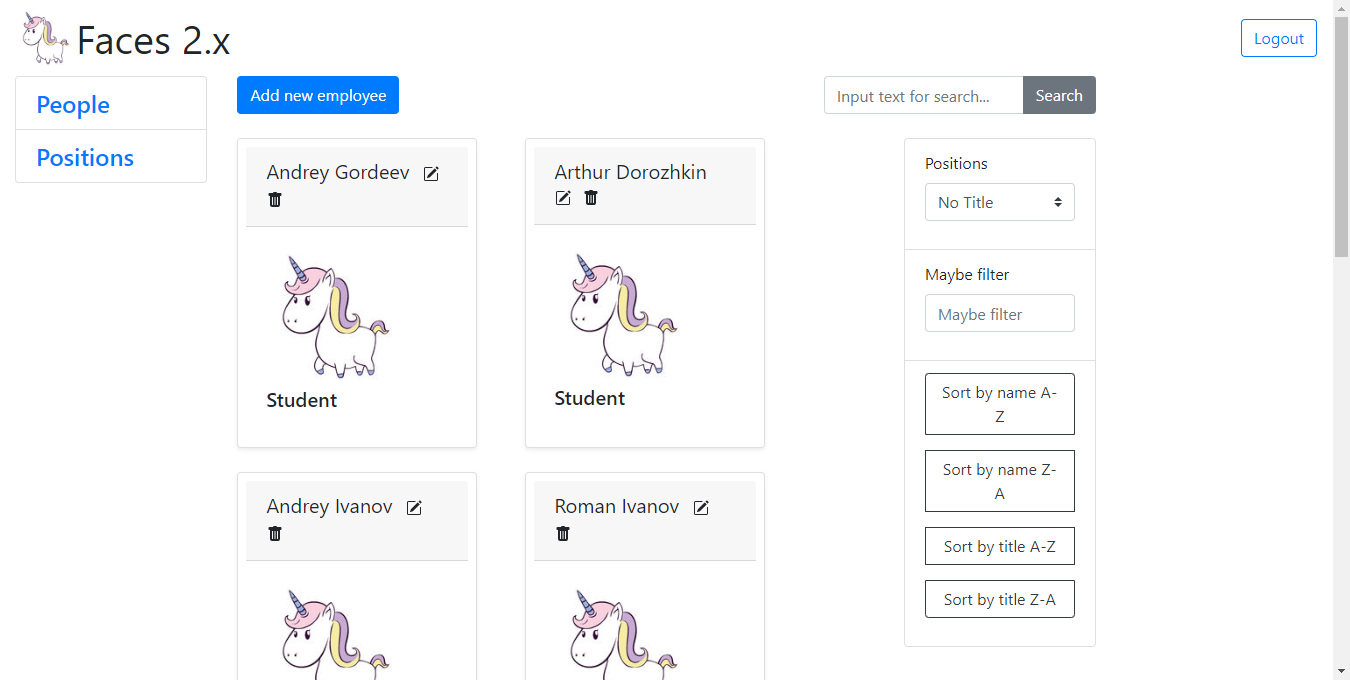 Faces 2.x
Logout
People
Positions
Add new employee
Input text for search...
Search
Andrey Gordeev
Student
Arthur Dorozhkin
Student
Andrey Ivanov
Roman Ivanov
Positions
No Title
Maybe filter
Maybe filter
Sort by name A-
Z
Sort by name Z-
A
Sort by title A-Z
Sort by title Z-A